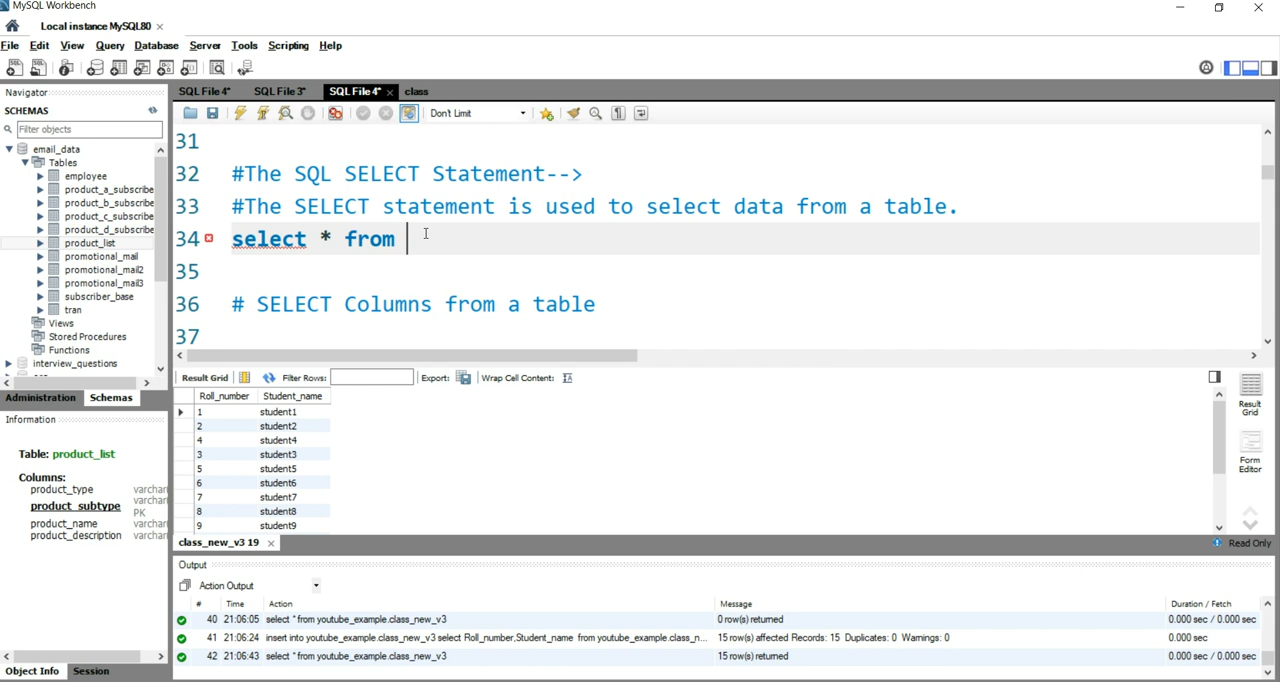 MySQL Workbench
Local instance MySQL80
File Edit View Query Database Server Tools Scripting Help
Navigator
SCHEMAS
Filter objects
email_data
Tables
employee
product_a_subscribe
product_b_subscribe
product_c_subscribe
product_d_subscribe
product_list
promotional_mail
promotional_mail2
promotional_mail3
subscriber_base
tran
Views
Stored Procedures
Functions
interview_questions
Administration Schemas
Information
Table: product_list
Columns:
product_type varchar
product_subtype varchar PK
product_name varchar
product_description varchar
Object Info Session
SQL File 4* SQL File 3* SQL File 4* class
Don't Limit
31
32 #The SQL SELECT Statement-->
33 #The SELECT statement is used to select data from a table.
34 select * from
35
36 # SELECT Columns from a table
37
Result Grid Filter Rows: Export: Wrap Cell Content:
Roll_number Student_name
1 student1
2 student2
4 student4
3 student3
5 student5
6 student6
7 student7
8 student8
9 student9
Result Grid
Form Editor
class_new_v3 19
Read Only
Output
Action Output
# Time Action Message Duration / Fetch
40 21:06:05 select * from youtube_example.class_new_v3 0 row(s) returned 0.000 sec / 0.000 sec
41 21:06:24 insert into youtube_example.class_new_v3 select Roll_number,Student_name from youtube_example.class_n... 15 row(s) affected Records: 15 Duplicates: 0 Warnings: 0 0.000 sec
42 21:06:43 select * from youtube_example.class_new_v3 15 row(s) returned 0.000 sec / 0.000 sec